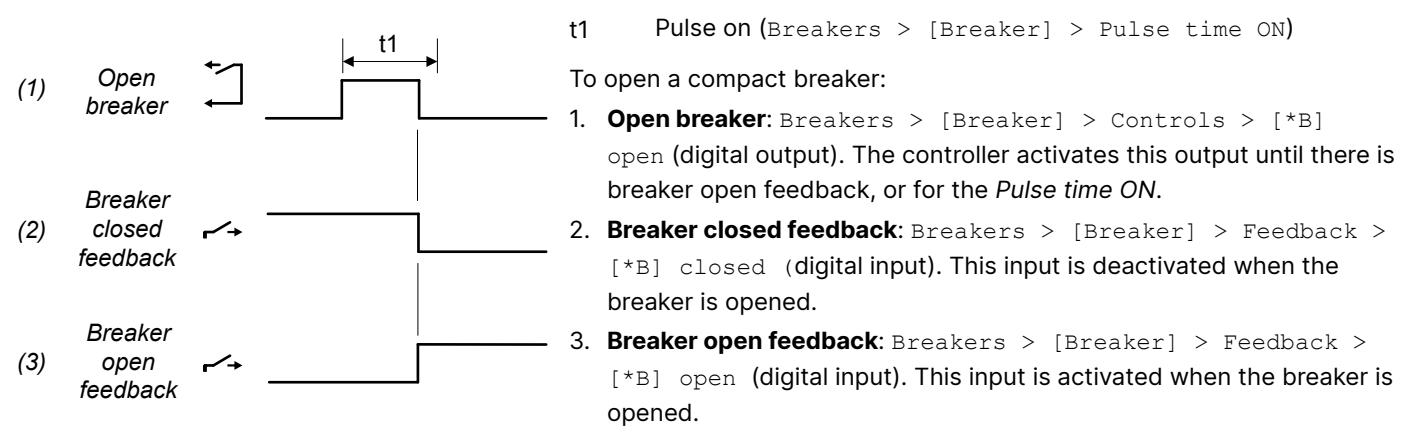 t1
(1)
Open
breaker
(2)
Breaker
closed
feedback
(3)
Breaker
open
feedback
t1 Pulse on (Breakers > [Breaker] > Pulse time ON)
To open a compact breaker:
1. Open breaker: Breakers > [Breaker] > Controls > [*B]
open (digital output). The controller activates this output until there is
breaker open feedback, or for the Pulse time ON.
2. Breaker closed feedback: Breakers > [Breaker] > Feedback >
[*B] closed (digital input). This input is deactivated when the
breaker is opened.
3. Breaker open feedback: Breakers > [Breaker] > Feedback >
[*B] open (digital input). This input is activated when the breaker is
opened.